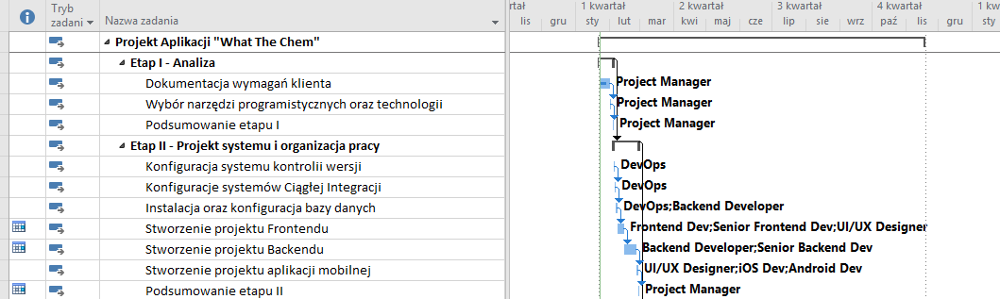 Tryb zadani
Nazwa zadania
rtał
1 kwartał
2 kwartał
3 kwartał
4 kwartał
1 kw
lis gru sty lut mar kwi maj cze lip sie wrz paź lis gru sty
Projekt Aplikacji "What The Chem"
Etap I - Analiza
Dokumentacja wymagań klienta Project Manager
Wybór narzędzi programistycznych oraz technologii Project Manager
Podsumowanie etapu I Project Manager
Etap II - Projekt systemu i organizacja pracy
Konfiguracja systemu kontrolii wersji DevOps
Konfiguracje systemów Ciągłej Integracji DevOps
Instalacja oraz konfiguracja bazy danych DevOps;Backend Developer
Stworzenie projektu Frontendu Frontend Dev;Senior Frontend Dev;UI/UX Designer
Stworzenie projektu Backendu Backend Developer;Senior Backend Dev
Stworzenie projektu aplikacji mobilnej UI/UX Designer;iOS Dev;Android Dev
Podsumowanie etapu II Project Manager